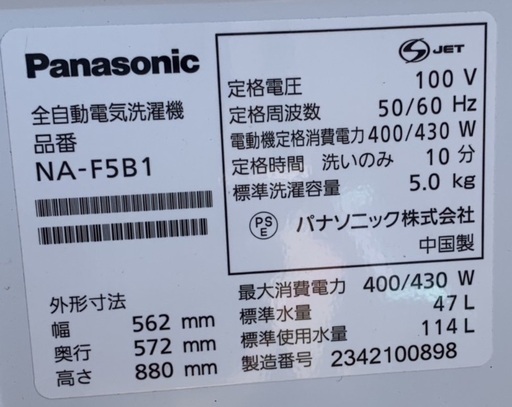 Panasonic
全自動電気洗濯機
品番
NA-F5B1
外形寸法
幅 562 mm
奥行 572 mm
高さ 880 mm
S JET
定格電圧 100 V
定格周波数 50/60 Hz
電動機定格消費電力 400/430 W
定格時間 洗いのみ 10 分
標準洗濯容量 5.0 kg
PS E パナソニック株式会社
中国製
最大消費電力 400/430 W
標準水量 47 L
標準使用水量 114 L
製造番号 2342100898